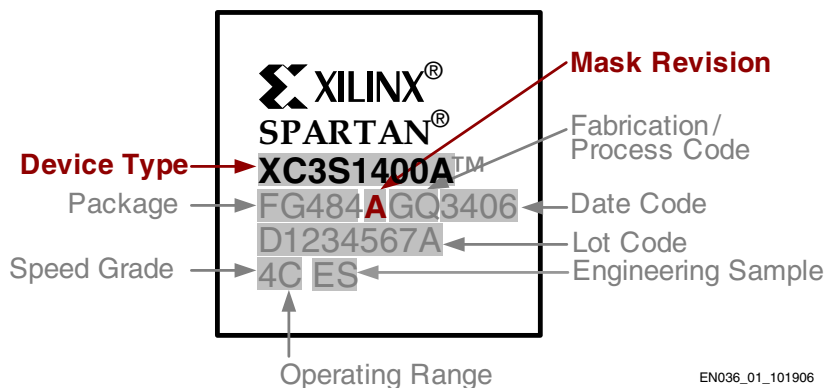 XILINX®
SPARTAN®
Mask Revision
Fabrication/
Process Code
Device Type
XC3S1400A™
Package
FG484AGQ3406
Date Code
D1234567A
Lot Code
Speed Grade
4C ES
Engineering Sample
Operating Range
EN036_01_101906